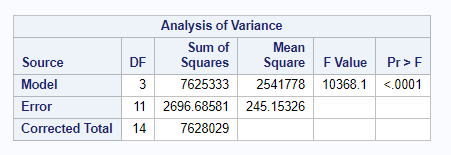 Analysis of Variance
Source DF Sum of Squares Mean Square F Value Pr > F
Model 3 7625333 2541778 10368.1 <.0001
Error 11 2696.68581 245.15326
Corrected Total 14 7628029